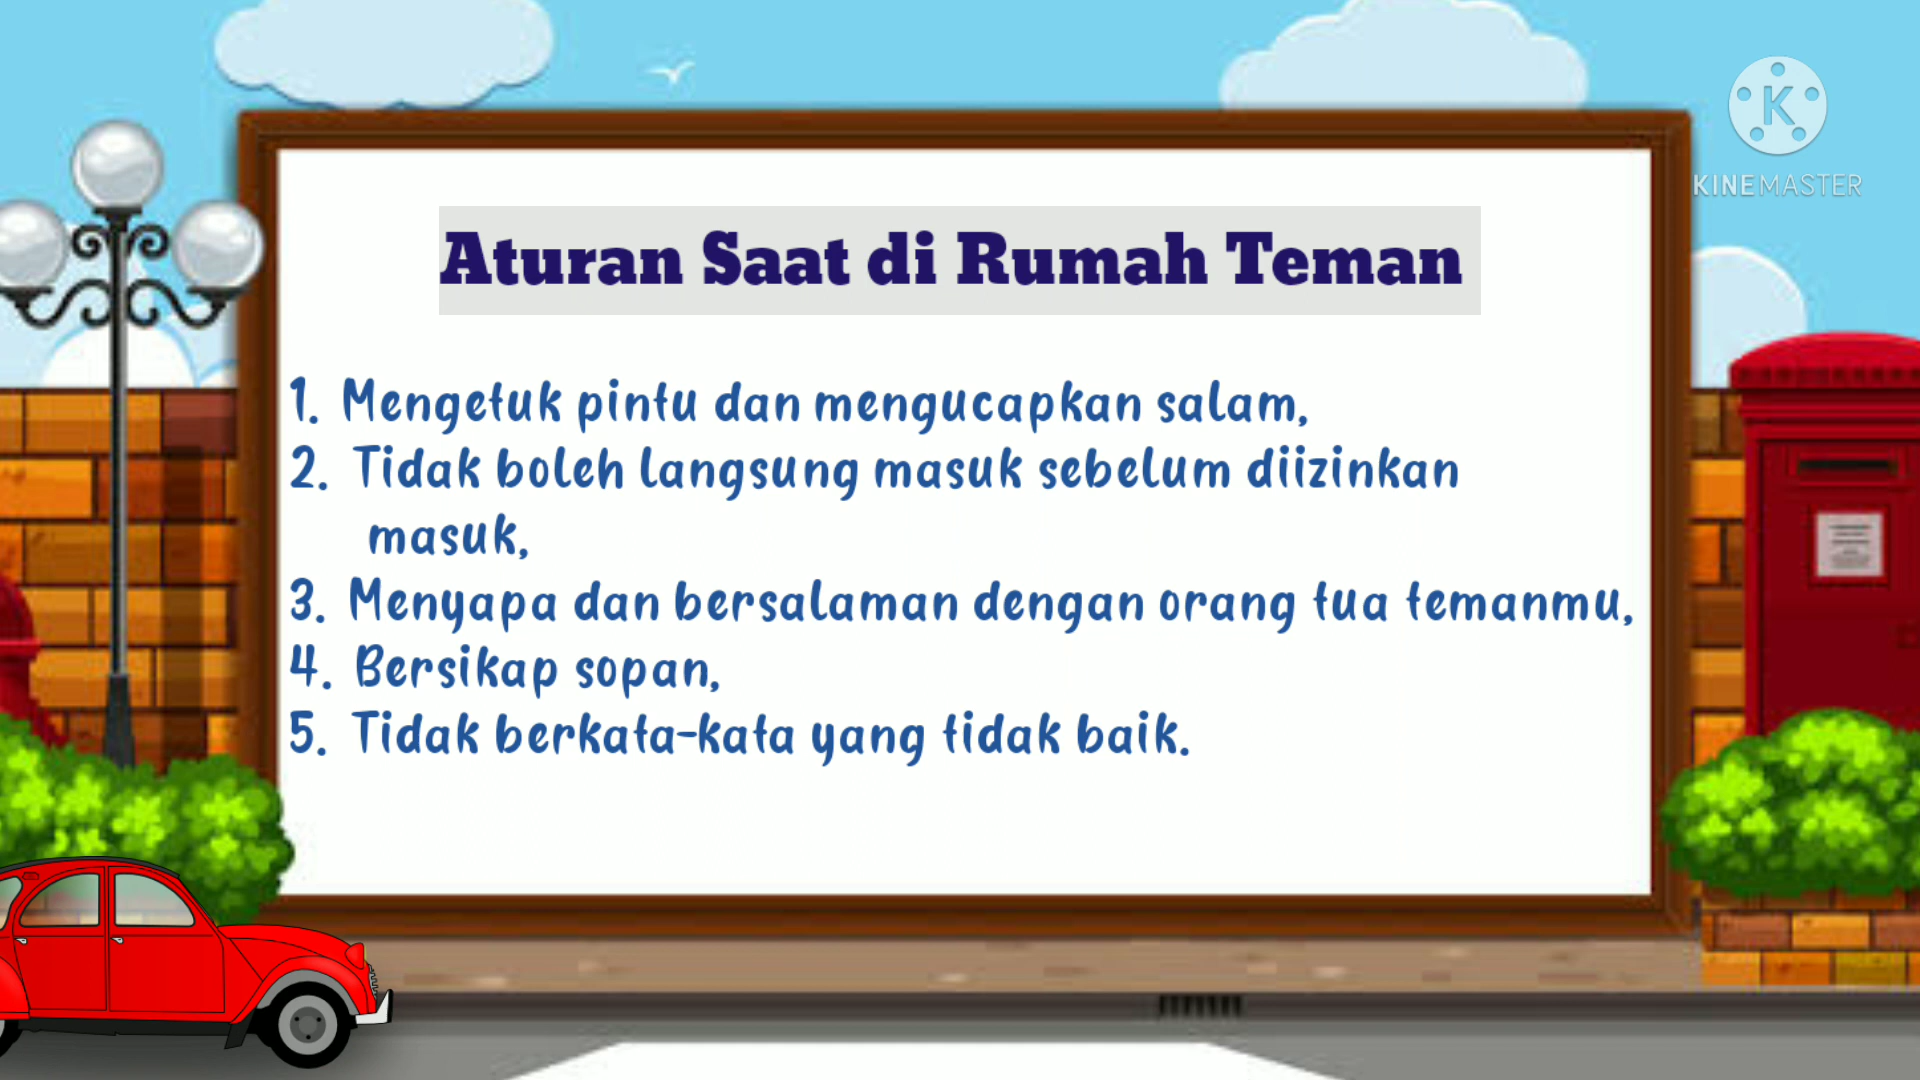 Aturan Saat di Rumah Teman
1. Mengetuk pintu dan mengucapkan salam,
2. Tidak boleh langsung masuk sebelum diizinkan
masuk,
3. Menyapa dan bersalaman dengan orang tua temanmu,
4. Bersikap sopan,
5. Tidak berkata-kata yang tidak baik.
K
KINEMASTER